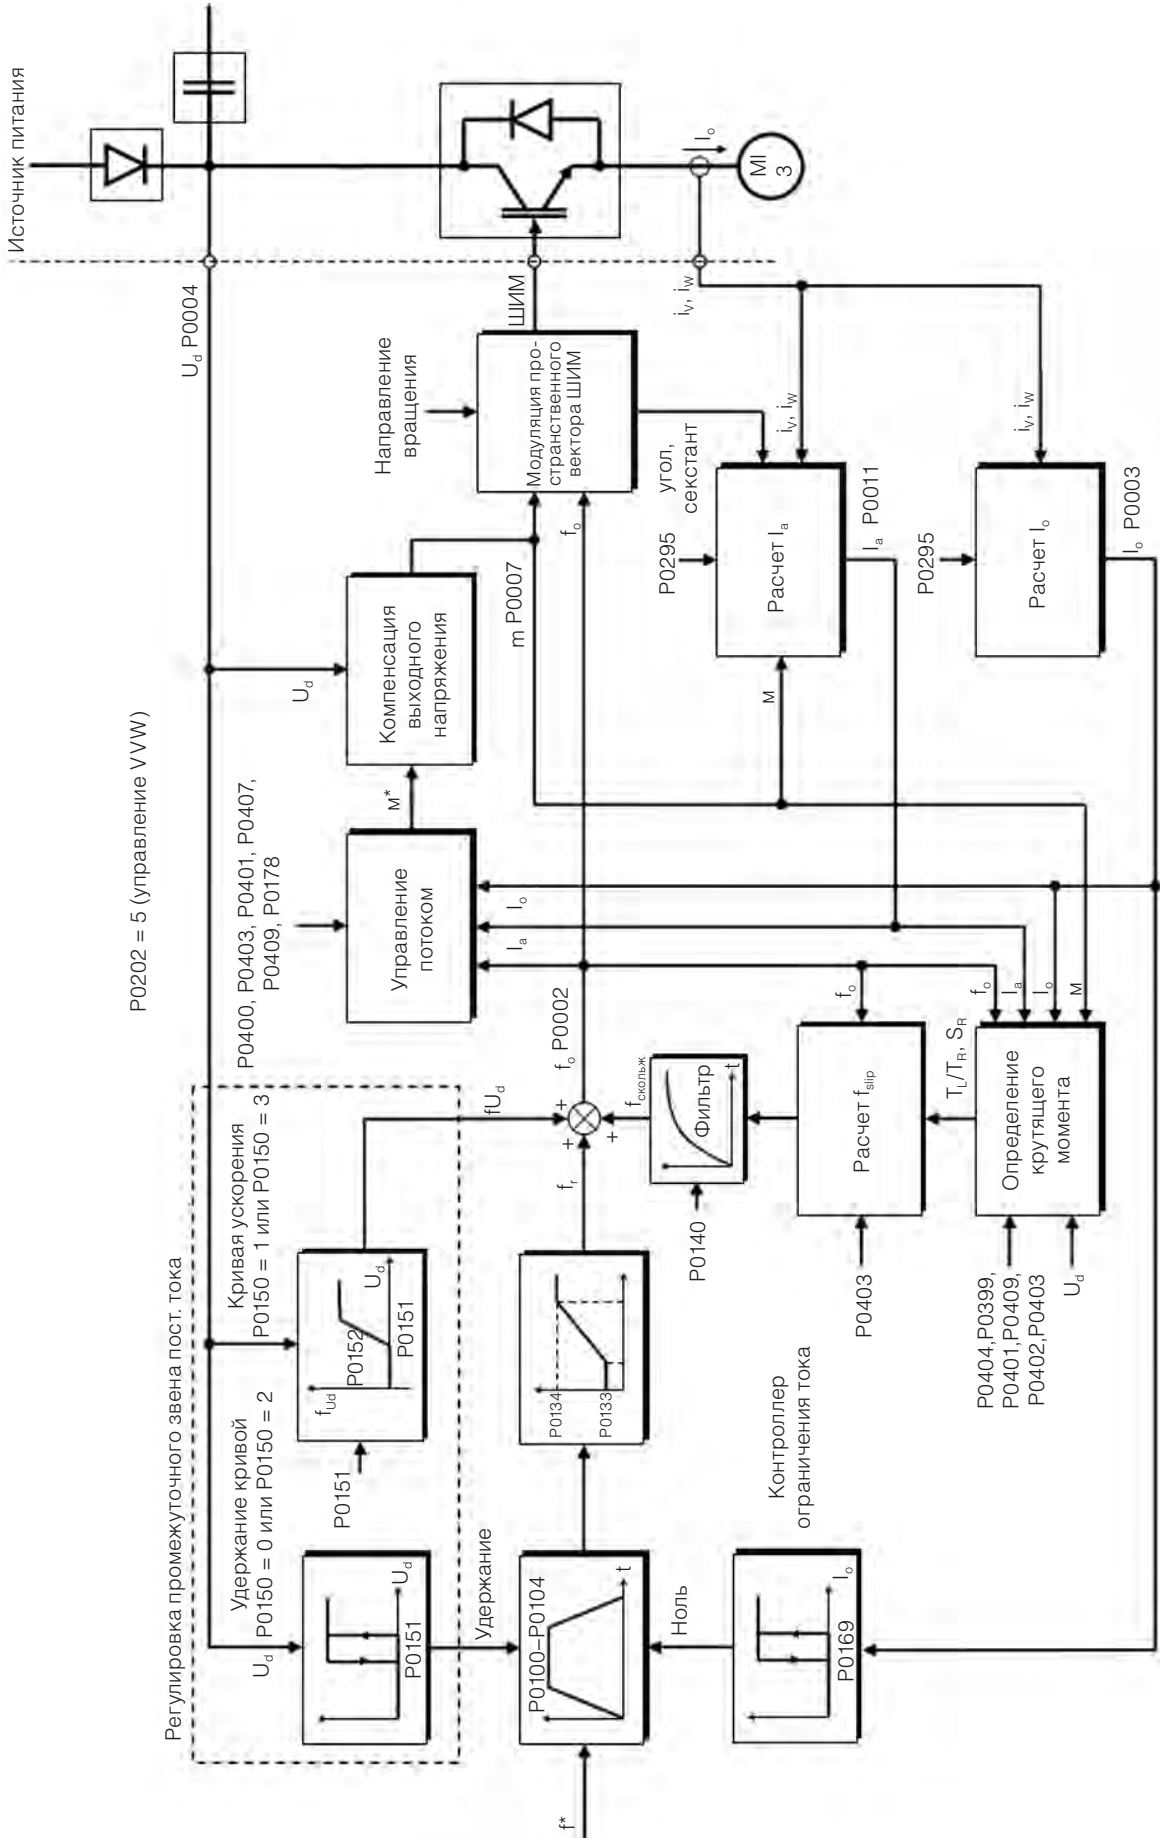 Источник питания
P0202 = 5 (управление VVW)
Регулировка промежуточного звена пост. тока
Удержание кривой
P0150 = 0 или P0150 = 2
Кривая ускорения
P0150 = 1 или P0150 = 3
U_d P0004
U_d
U_d
P0151
P0151
f_Ud
P0152
U_d
P0151
fU_d
P0400, P0403, P0401, P0407,
P0409, P0178
Управление
потоком
м*
U_d
Компенсация
выходного
напряжения
Направление
вращения
ШИМ
Модуляция про-
странственного
вектора ШИМ
m P0007
f_o
Удержание
f*
P0100–P0104
t
P0134
P0133
f_r
+
+
+
f_o P0002
I_a
I_o
f_скольж
Фильтр
t
P0140
Ноль
P0169
I_o
Контроллер
ограничения тока
P0403
Расчет f_slip
f_o
T_L/T_R, S_R
P0404,P0399,
P0401,P0409,
P0402,P0403
U_d
Определение
крутящего
момента
f_o
I_a
I_o
м
м
P0295
угол,
секстант
Расчет I_a
I_a P0011
i_v, i_w
i_v, i_w
P0295
Расчет I_o
I_o P0003
i_v, i_w
I_o
MI
3